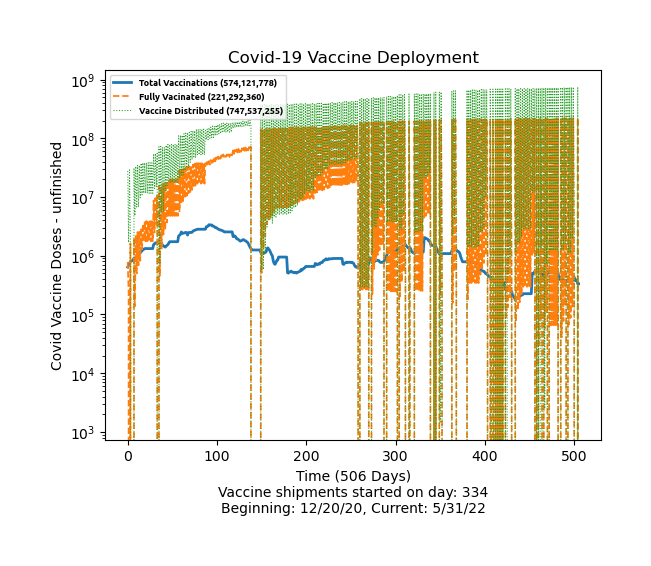 Covid-19 Vaccine Deployment
Total Vaccinations (574,121,778)
Fully Vacinated (221,292,360)
Vaccine Distributed (747,537,255)
Covid Vaccine Doses - unfinished
10⁹
10⁸
10⁷
10⁶
10⁵
10⁴
10³
0 100 200 300 400 500
Time (506 Days)
Vaccine shipments started on day: 334
Beginning: 12/20/20, Current: 5/31/22